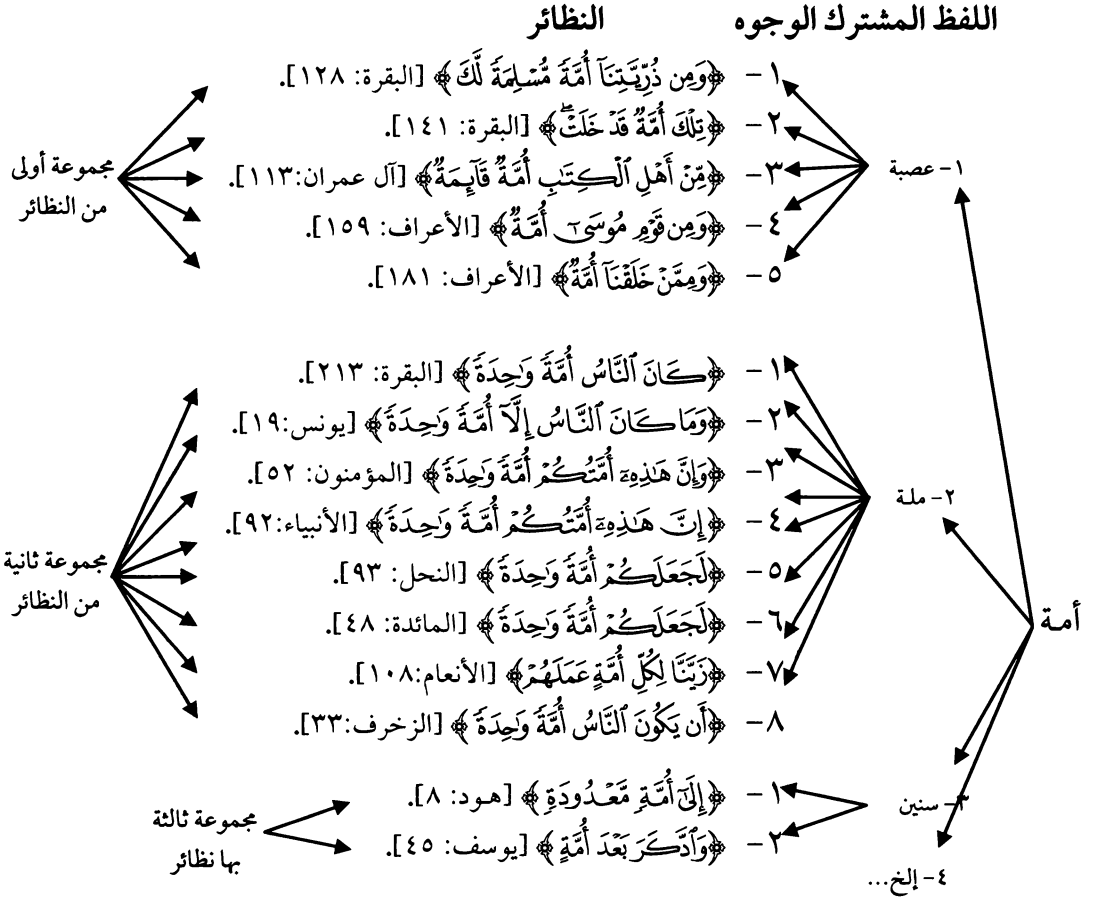 اللفظ المشترك الوجوه النظائر
أمة
١- عصبة
١- ﴿وَمِن ذُرِّيَّتِنَآ أُمَّةً مُّسْلِمَةً لَّكَ﴾ [البقرة: ١٢٨].
٢- ﴿تِلْكَ أُمَّةٌ قَدْ خَلَتْ ۖ﴾ [البقرة: ١٤١].
٣- ﴿مِّنْ أَهْلِ ٱلْكِتَٰبِ أُمَّةٌ قَآئِمَةٌ﴾ [آل عمران:١١٣].
٤- ﴿وَمِن قَوْمِ مُوسَىٰٓ أُمَّةٌ﴾ [الأعراف: ١٥٩].
٥- ﴿وَمِمَّنْ خَلَقْنَآ أُمَّةٌ﴾ [الأعراف: ١٨١].
مجموعة أولى
من النظائر
٢- ملة
١- ﴿كَانَ ٱلنَّاسُ أُمَّةً وَٰحِدَةً﴾ [البقرة: ٢١٣].
٢- ﴿وَمَا كَانَ ٱلنَّاسُ إِلَّآ أُمَّةً وَٰحِدَةً﴾ [يونس:١٩].
٣- ﴿وَإِنَّ هَٰذِهِۦٓ أُمَّتُكُمْ أُمَّةً وَٰحِدَةً﴾ [المؤمنون: ٥٢].
٤- ﴿إِنَّ هَٰذِهِۦٓ أُمَّتُكُمْ أُمَّةً وَٰحِدَةً﴾ [الأنبياء:٩٢].
٥- ﴿لَجَعَلَكُمْ أُمَّةً وَٰحِدَةً﴾ [النحل: ٩٣].
٦- ﴿لَجَعَلَكُمْ أُمَّةً وَٰحِدَةً﴾ [المائدة: ٤٨].
٧- ﴿زَيَّنَّا لِكُلِّ أُمَّةٍ عَمَلَهُمْ﴾ [الأنعام:١٠٨].
٨- ﴿أَن يَكُونَ ٱلنَّاسُ أُمَّةً وَٰحِدَةً﴾ [الزخرف:٣٣].
مجموعة ثانية
من النظائر
٣- سنين
١- ﴿إِلَىٰٓ أُمَّةٍ مَّعْدُودَةٍ﴾ [هود: ٨].
٢- ﴿وَٱدَّكَرَ بَعْدَ أُمَّةٍ﴾ [يوسف: ٤٥].
مجموعة ثالثة
بها نظائر
٤- إلخ...